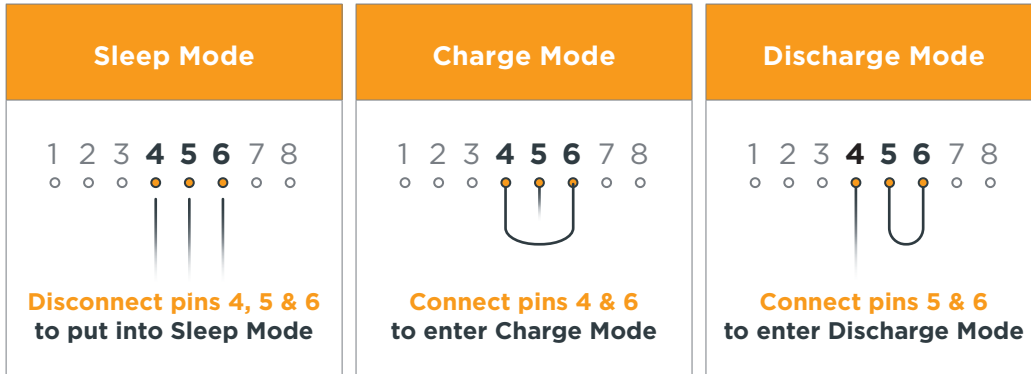 Sleep Mode
1 2 3 4 5 6 7 8
Disconnect pins 4, 5 & 6
to put into Sleep Mode
Charge Mode
1 2 3 4 5 6 7 8
Connect pins 4 & 6
to enter Charge Mode
Discharge Mode
1 2 3 4 5 6 7 8
Connect pins 5 & 6
to enter Discharge Mode